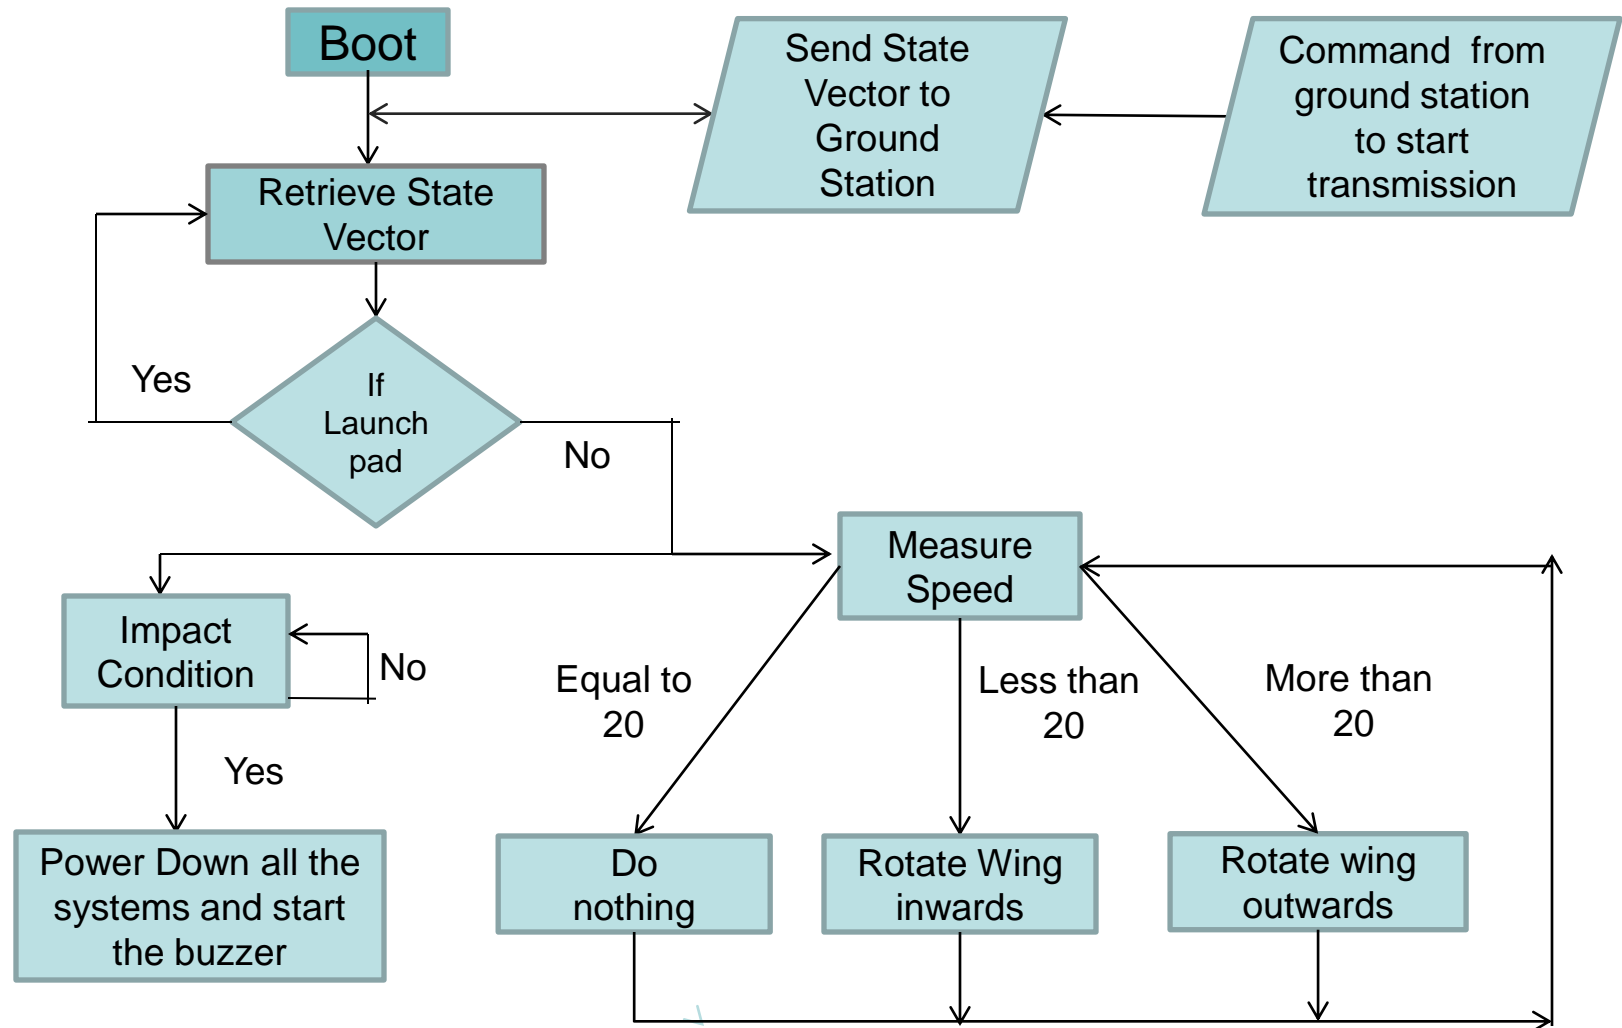 Boot
Send State
Vector to
Ground
Station
Command from
ground station
to start
transmission
Retrieve State
Vector
Yes
If
Launch
pad
No
Measure
Speed
Impact
Condition
No
Equal to
20
Less than
20
More than
20
Yes
Power Down all the
systems and start
the buzzer
Do
nothing
Rotate Wing
inwards
Rotate wing
outwards